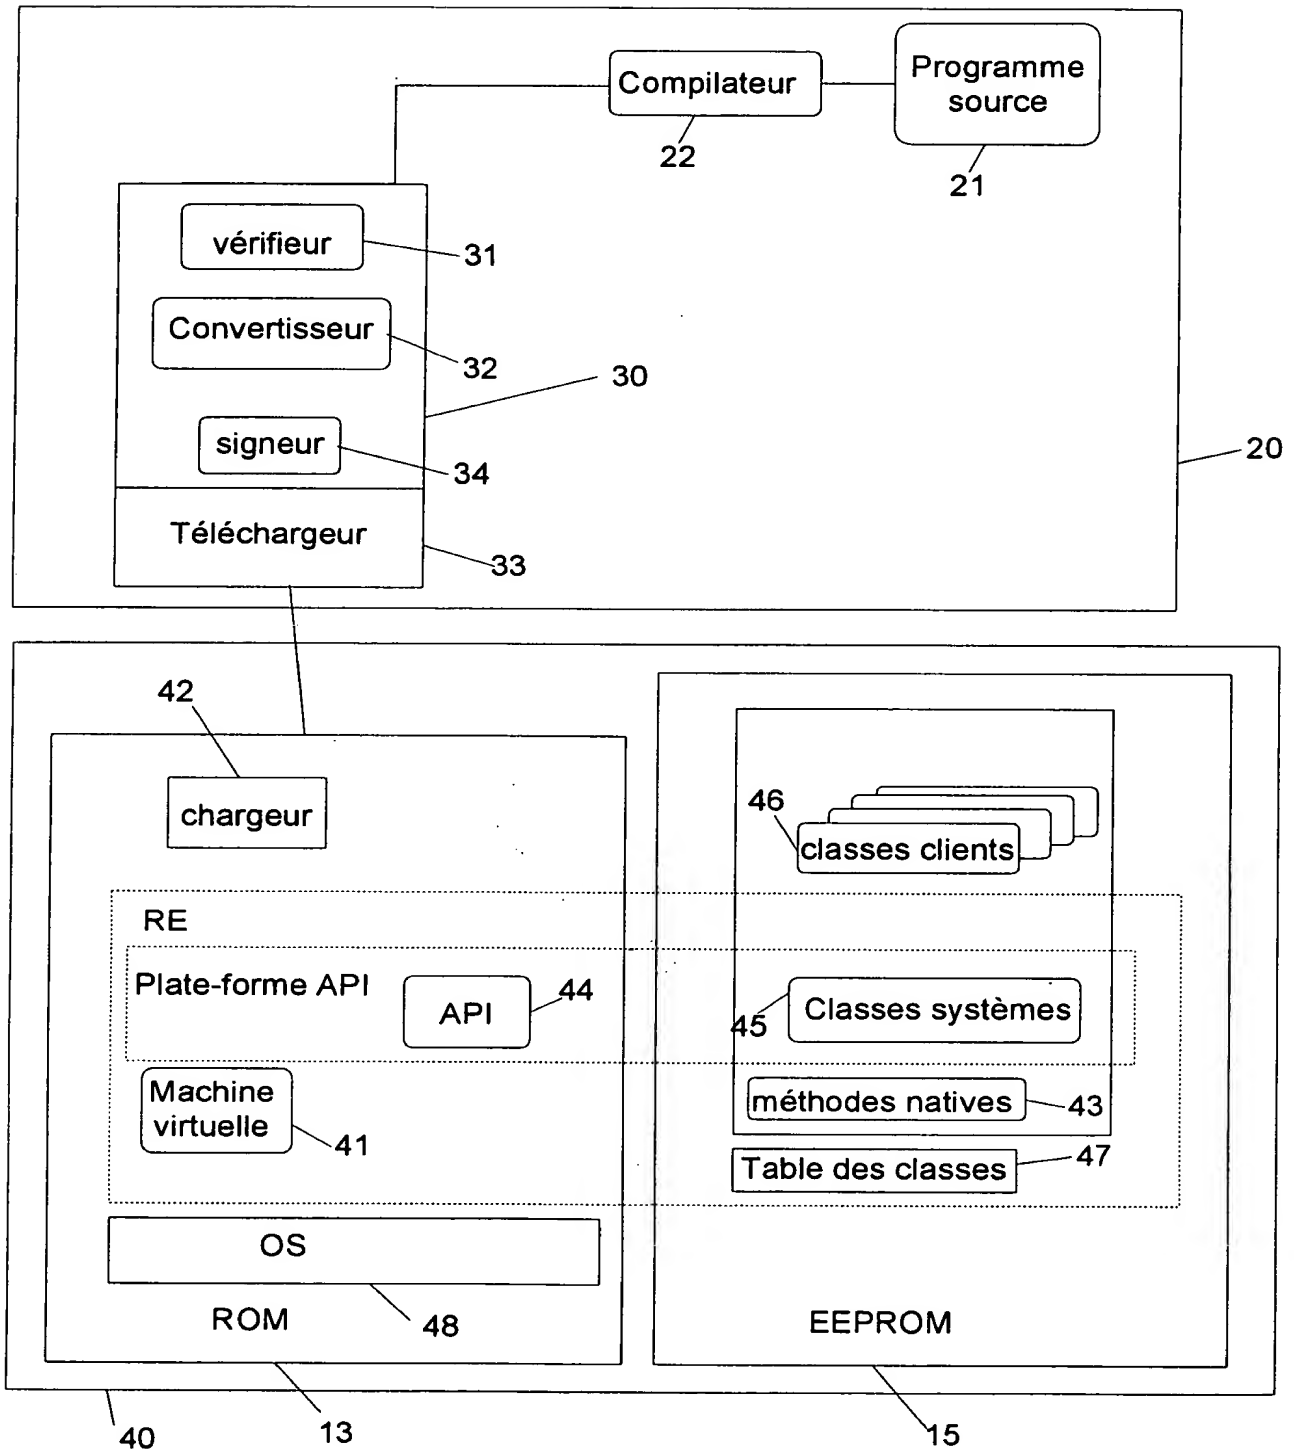 Programme
source
Compilateur
22
21
vérifieur
31
Convertisseur
32
30
signeur
34
20
Téléchargeur
33
42
chargeur
46
classes clients
RE
Plate-forme API
API
44
45
Classes systèmes
Machine
virtuelle
41
méthodes natives
43
Table des classes
47
OS
ROM
48
EEPROM
40
13
15